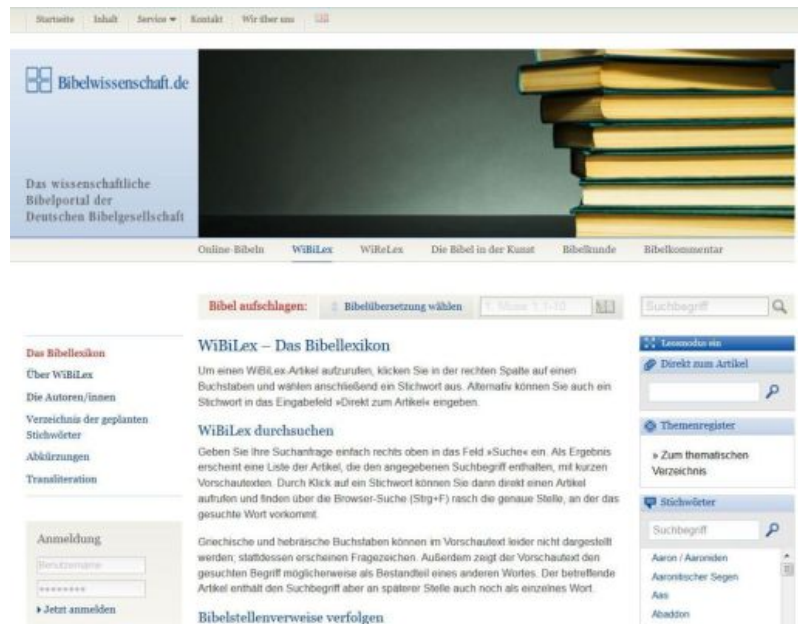 Startseite Inhalt Service Kontakt Wir über uns
Bibelwissenschaft.de
Das wissenschaftliche
Bibelportal der
Deutschen Bibelgesellschaft
Online-Bibeln WiBiLex WiReLex Die Bibel in der Kunst Bibelkunde Bibelkommentar
Bibel aufschlagen: Bibelübersetzung wählen 1. Mose 1,1-10 Suchbegriff
Das Bibellexikon
Über WiBiLex
Die Autoren/innen
Verzeichnis der geplanten
Stichwörter
Abkürzungen
Transliteration
Anmeldung
Benutzername
********
Jetzt anmelden
WiBiLex – Das Bibellexikon
Um einen WiBiLex-Artikel aufzurufen, klicken Sie in der rechten Spalte auf einen
Buchstaben und wählen anschließend ein Stichwort aus. Alternativ können Sie auch ein
Stichwort in das Eingabefeld »Direkt zum Artikel« eingeben.
WiBiLex durchsuchen
Geben Sie Ihre Suchanfrage einfach rechts oben in das Feld »Suche« ein. Als Ergebnis
erscheint eine Liste der Artikel, die den angegebenen Suchbegriff enthalten, mit kurzen
Vorschautexten. Durch Klick auf ein Stichwort können Sie dann direkt einen Artikel
aufrufen und finden über die Browser-Suche (Strg+F) rasch die genaue Stelle, an der das
gesuchte Wort vorkommt.
Griechische und hebräische Buchstaben können im Vorschautext leider nicht dargestellt
werden; stattdessen erscheinen Fragezeichen. Außerdem zeigt der Vorschautext den
gesuchten Begriff möglicherweise als Bestandteil eines anderen Wortes. Der betreffende
Artikel enthält den Suchbegriff aber an späterer Stelle auch noch als einzelnes Wort.
Bibelstellenverweise verfolgen
Lesemodus ein
Direkt zum Artikel
Themenregister
» Zum thematischen
Verzeichnis
Stichwörter
Suchbegriff
Aaron / Aaroniden
Aaronitischer Segen
Aas
Abaddon